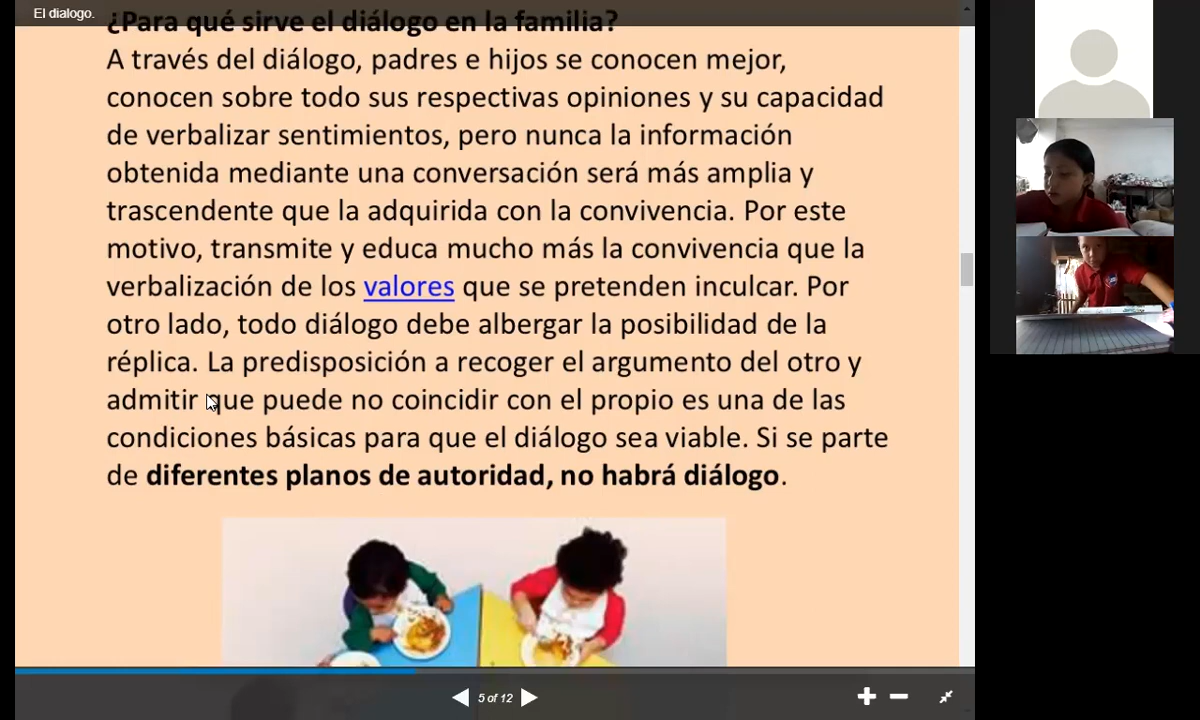 El dialogo.
¿Para qué sirve el diálogo en la familia?
A través del diálogo, padres e hijos se conocen mejor,
conocen sobre todo sus respectivas opiniones y su capacidad
de verbalizar sentimientos, pero nunca la información
obtenida mediante una conversación será más amplia y
trascendente que la adquirida con la convivencia. Por este
motivo, transmite y educa mucho más la convivencia que la
verbalización de los valores que se pretenden inculcar. Por
otro lado, todo diálogo debe albergar la posibilidad de la
réplica. La predisposición a recoger el argumento del otro y
admitir que puede no coincidir con el propio es una de las
condiciones básicas para que el diálogo sea viable. Si se parte
de diferentes planos de autoridad, no habrá diálogo.
5 of 12